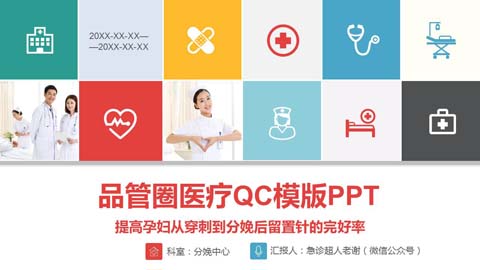 20XX-XX-XX—
—20XX-XX-XX
品管圈医疗QC模版PPT
提高孕妇从穿刺到分娩后留置针的完好率
科室：分娩中心
汇报人：急诊超人老谢（微信公众号）